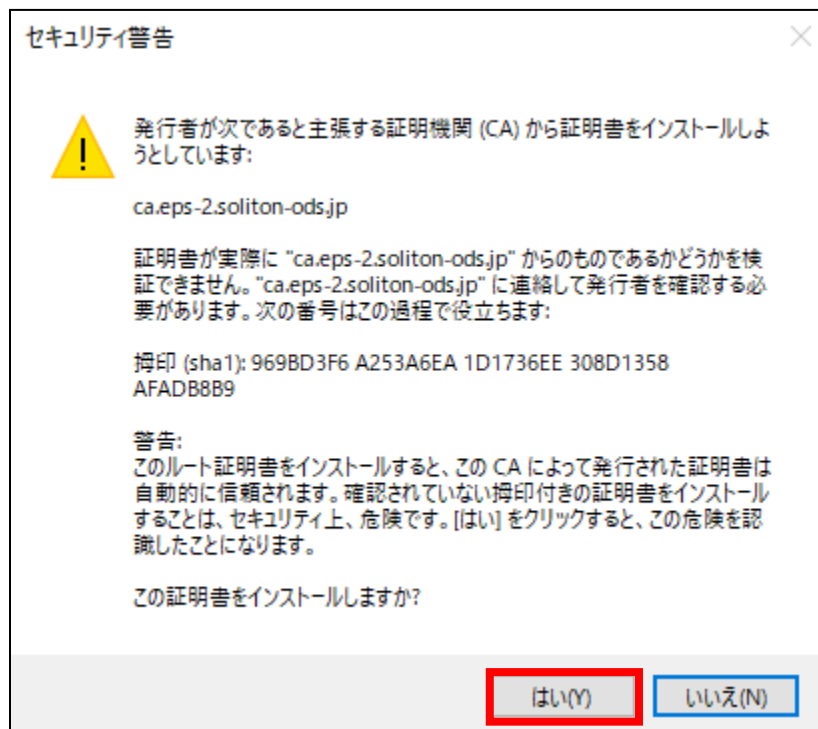 セキュリティ警告
発行者が次であると主張する証明機関 (CA) から証明書をインストールしよ
うとしています:
ca.eps-2.soliton-ods.jp
証明書が実際に "ca.eps-2.soliton-ods.jp" からのものであるかどうかを検
証できません。"ca.eps-2.soliton-ods.jp" に連絡して発行者を確認する必
要があります。次の番号はこの過程で役立ちます:
拇印 (sha1): 969BD3F6 A253A6EA 1D1736EE 308D1358
AFADB8B9
警告:
このルート証明書をインストールすると、この CA によって発行された証明書は
自動的に信頼されます。確認されていない拇印付きの証明書をインストール
することは、セキュリティ上、危険です。[はい] をクリックすると、この危険を認
識したことになります。
この証明書をインストールしますか?
はい(Y)
いいえ(N)